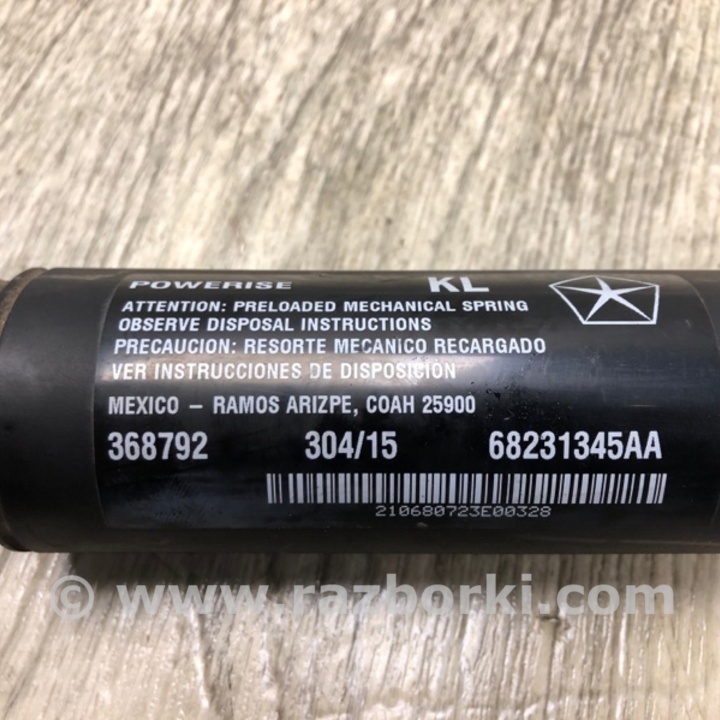 POWERISE KL
ATTENTION: PRELOADED MECHANICAL SPRING
OBSERVE DISPOSAL INSTRUCTIONS
PRECAUCION: RESORTE MECANICO RECARGADO
VER INSTRUCCIONES DE DISPOSICIÓN
MEXICO – RAMOS ARIZPE, COAH 25900
368792 304/15 68231345AA
210680723E00328
© www.razborki.com